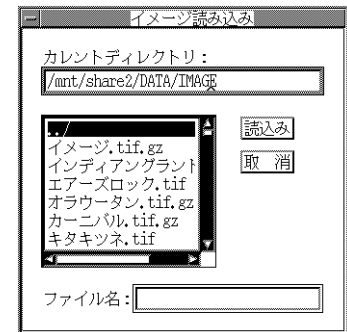 イメージ読み込み
カレントディレクトリ：
/mnt/share2/DATA/IMAGE
../
イメージ.tif.gz
インディアングラント
エアーズロック.tif
オラウータン.tif.gz
カーニバル.tif.gz
キタキツネ.tif
読込み
取 消
ファイル名：